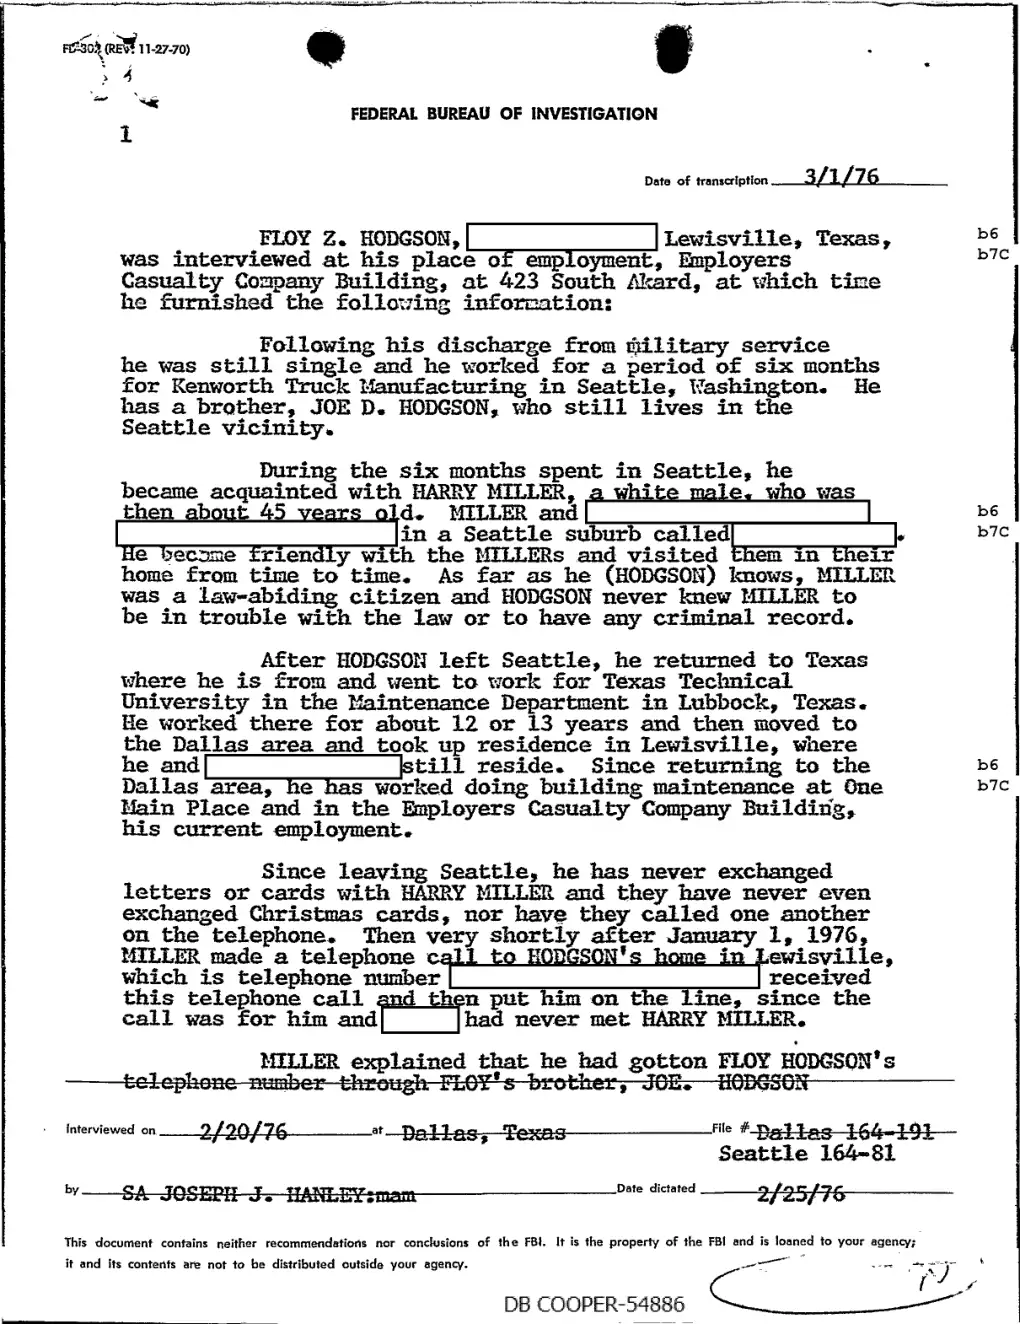 FD-302 (REV. 11-27-70)
1
FEDERAL BUREAU OF INVESTIGATION
Date of transcription 3/1/76
FLOY Z. HODGSON, Lewisville, Texas, b6
was interviewed at his place of employment, Employers b7C
Casualty Company Building, at 423 South Akard, at which time
he furnished the following information:
Following his discharge from military service
he was still single and he worked for a period of six months
for Kenworth Truck Manufacturing in Seattle, Washington. He
has a brother, JOE D. HODGSON, who still lives in the
Seattle vicinity.
During the six months spent in Seattle, he
became acquainted with HARRY MILLER, a white male, who was
then about 45 years old. MILLER and b6
in a Seattle suburb called . b7C
He become friendly with the MILLERs and visited them in their
home from time to time. As far as he (HODGSON) knows, MILLER
was a law-abiding citizen and HODGSON never knew MILLER to
be in trouble with the law or to have any criminal record.
After HODGSON left Seattle, he returned to Texas
where he is from and went to work for Texas Technical
University in the Maintenance Department in Lubbock, Texas.
He worked there for about 12 or 13 years and then moved to
the Dallas area and took up residence in Lewisville, where
he and still reside. Since returning to the b6
Dallas area, he has worked doing building maintenance at One b7C
Main Place and in the Employers Casualty Company Building,
his current employment.
Since leaving Seattle, he has never exchanged
letters or cards with HARRY MILLER and they have never even
exchanged Christmas cards, nor have they called one another
on the telephone. Then very shortly after January 1, 1976,
MILLER made a telephone call to HODGSON's home in Lewisville,
which is telephone number received
this telephone call and then put him on the line, since the
call was for him and had never met HARRY MILLER.
MILLER explained that he had gotton FLOY HODGSON's
telephone number through FLOY's brother, JOE. HODGSON
Interviewed on 2/20/76 at Dallas, Texas File # Dallas 164-191
Seattle 164-81
by SA JOSEPH J. HANLEY:mam Date dictated 2/25/76
This document contains neither recommendations nor conclusions of the FBI. It is the property of the FBI and is loaned to your agency;
it and its contents are not to be distributed outside your agency.
DB COOPER-54886